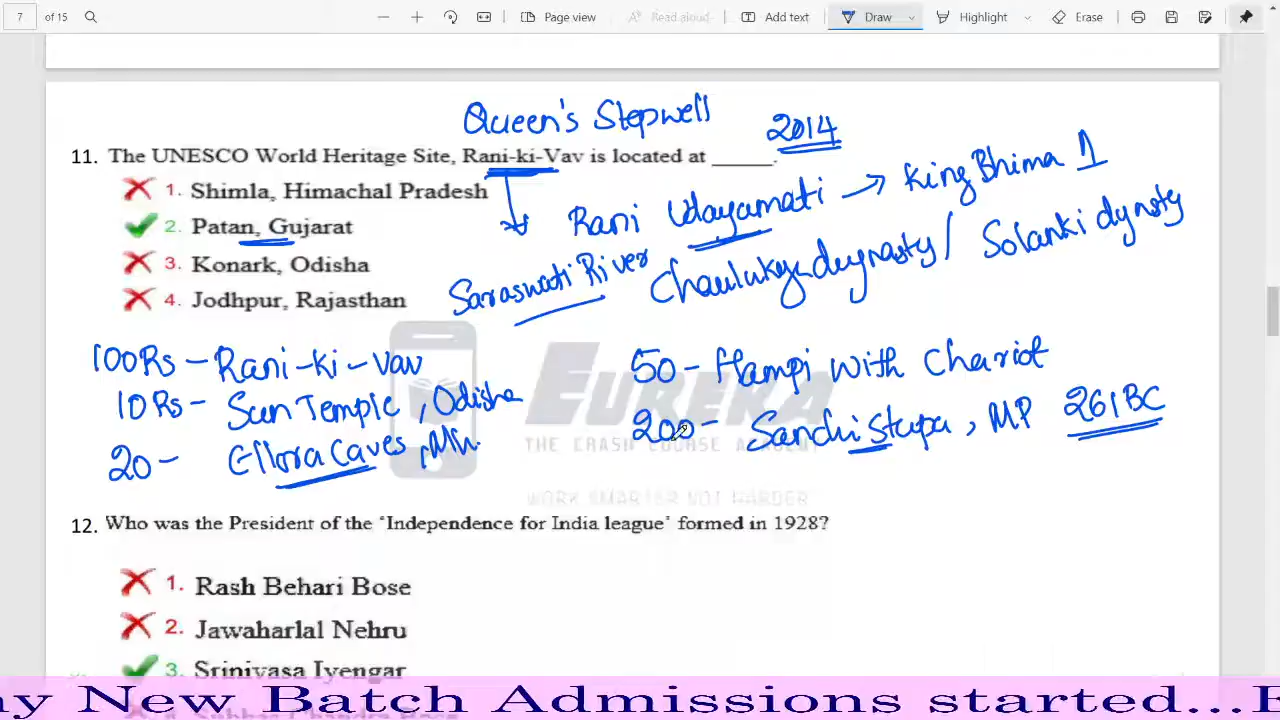 7 of 15 Page view Read aloud Add text Draw Highlight Erase
Queen's Stepwell
2014
11. The UNESCO World Heritage Site, Rani-ki-Vav is located at _____.
1. Shimla, Himachal Pradesh
2. Patan, Gujarat
3. Konark, Odisha
4. Jodhpur, Rajasthan
Rani Udayamati → King Bhima 1
Saraswati River
Chaulukya dynasty / Solanki dynasty
100Rs - Rani-ki-Vav
10Rs - Sun Temple, Odisha
20 - Ellora Caves, MH.
50 - Hampi with Chariot
200 - Sanchi Stupa, MP 261 BC
EUREKA
THE CRASH COURSE ACADEMY
WORK SMARTER NOT HARDER
12. Who was the President of the 'Independence for India league' formed in 1928?
1. Rash Behari Bose
2. Jawaharlal Nehru
3. Srinivasa Iyengar
ay New Batch Admissions started...E